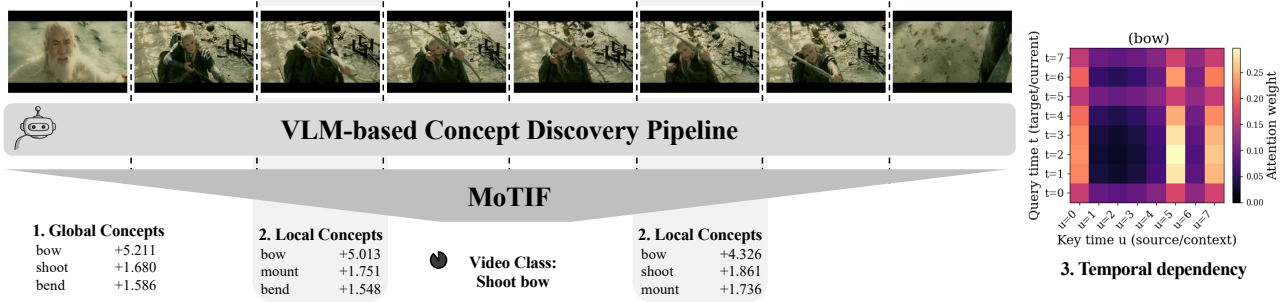 VLM-based Concept Discovery Pipeline
MoTIF
1. Global Concepts
bow +5.211
shoot +1.680
bend +1.586
2. Local Concepts
bow +5.013
mount +1.751
bend +1.548
Video Class:
Shoot bow
2. Local Concepts
bow +4.326
shoot +1.861
mount +1.736
(bow)
Query time t (target/current)
t=7
t=6
t=5
t=4
t=3
t=2
t=1
t=0
u=0
u=1
u=2
u=3
u=4
u=5
u=6
u=7
Key time u (source/context)
0.25
0.20
0.15
0.10
0.05
0.00
Attention weight
3. Temporal dependency